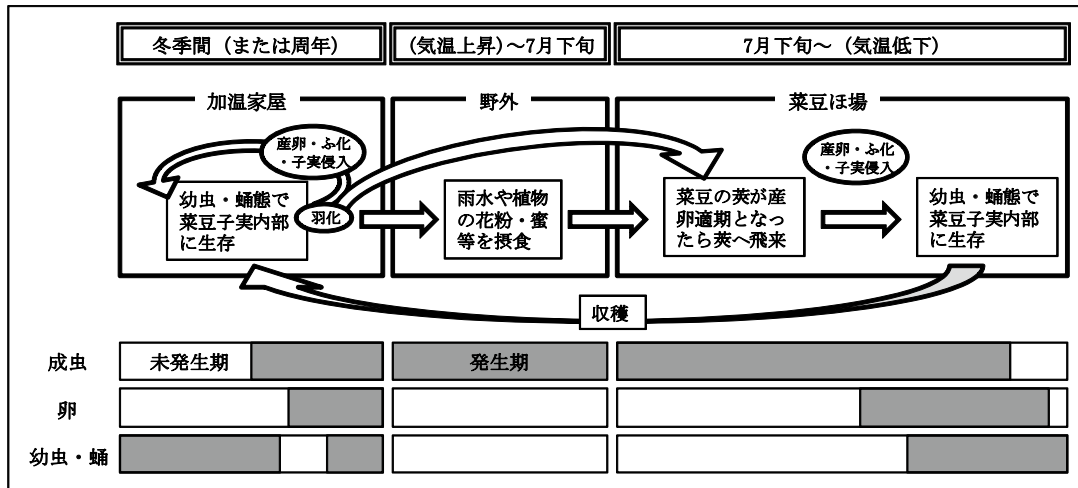 冬季間（または周年）
（気温上昇）～7月下旬
7月下旬～（気温低下）
加温家屋
野外
菜豆ほ場
産卵・ふ化
・子実侵入
幼虫・蛹態で
菜豆子実内部
に生存
羽化
雨水や植物
の花粉・蜜
等を摂食
菜豆の莢が産
卵適期となっ
たら莢へ飛来
産卵・ふ化
・子実侵入
幼虫・蛹態で
菜豆子実内部
に生存
収穫
成虫
未発生期
発生期
卵
幼虫・蛹